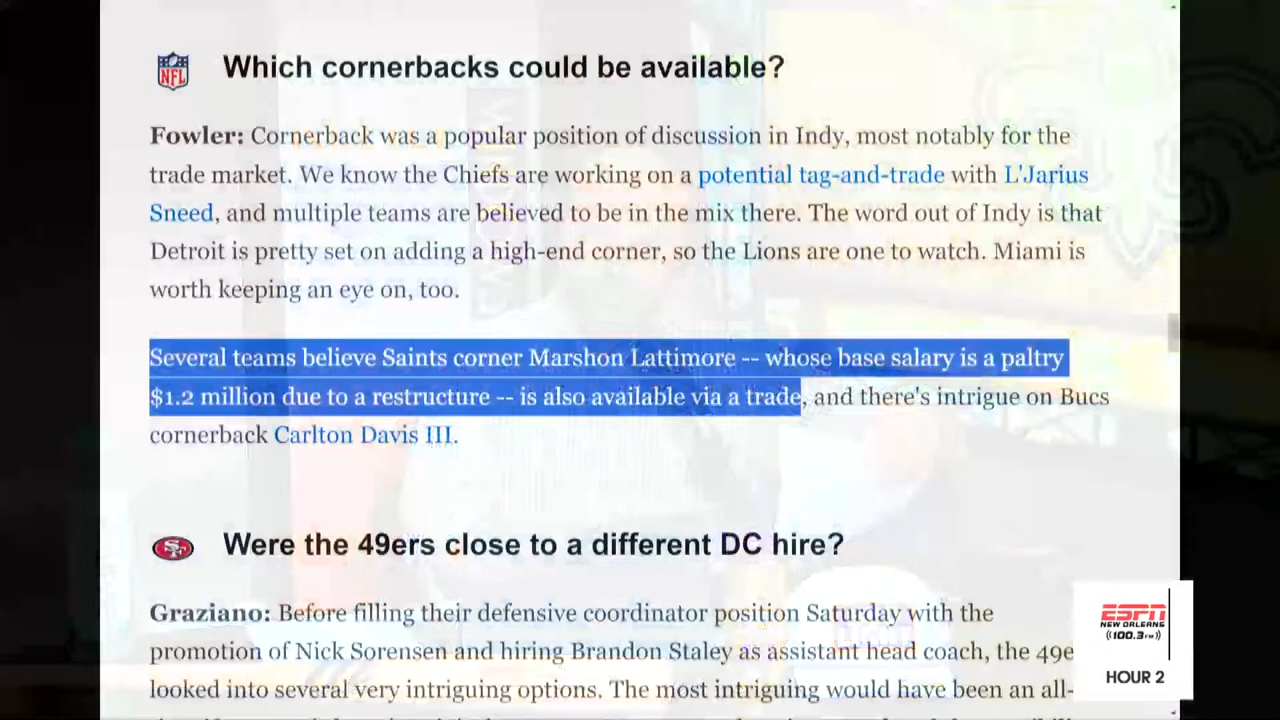 NFL
Which cornerbacks could be available?
Fowler: Cornerback was a popular position of discussion in Indy, most notably for the
trade market. We know the Chiefs are working on a potential tag-and-trade with L'Jarius
Sneed, and multiple teams are believed to be in the mix there. The word out of Indy is that
Detroit is pretty set on adding a high-end corner, so the Lions are one to watch. Miami is
worth keeping an eye on, too.
Several teams believe Saints corner Marshon Lattimore -- whose base salary is a paltry
$1.2 million due to a restructure -- is also available via a trade, and there's intrigue on Bucs
cornerback Carlton Davis III.
SF
Were the 49ers close to a different DC hire?
Graziano: Before filling their defensive coordinator position Saturday with the
promotion of Nick Sorensen and hiring Brandon Staley as assistant head coach, the 49e
looked into several very intriguing options. The most intriguing would have been an all-
ESPN
NEW ORLEANS
100.3 FM
HOUR 2